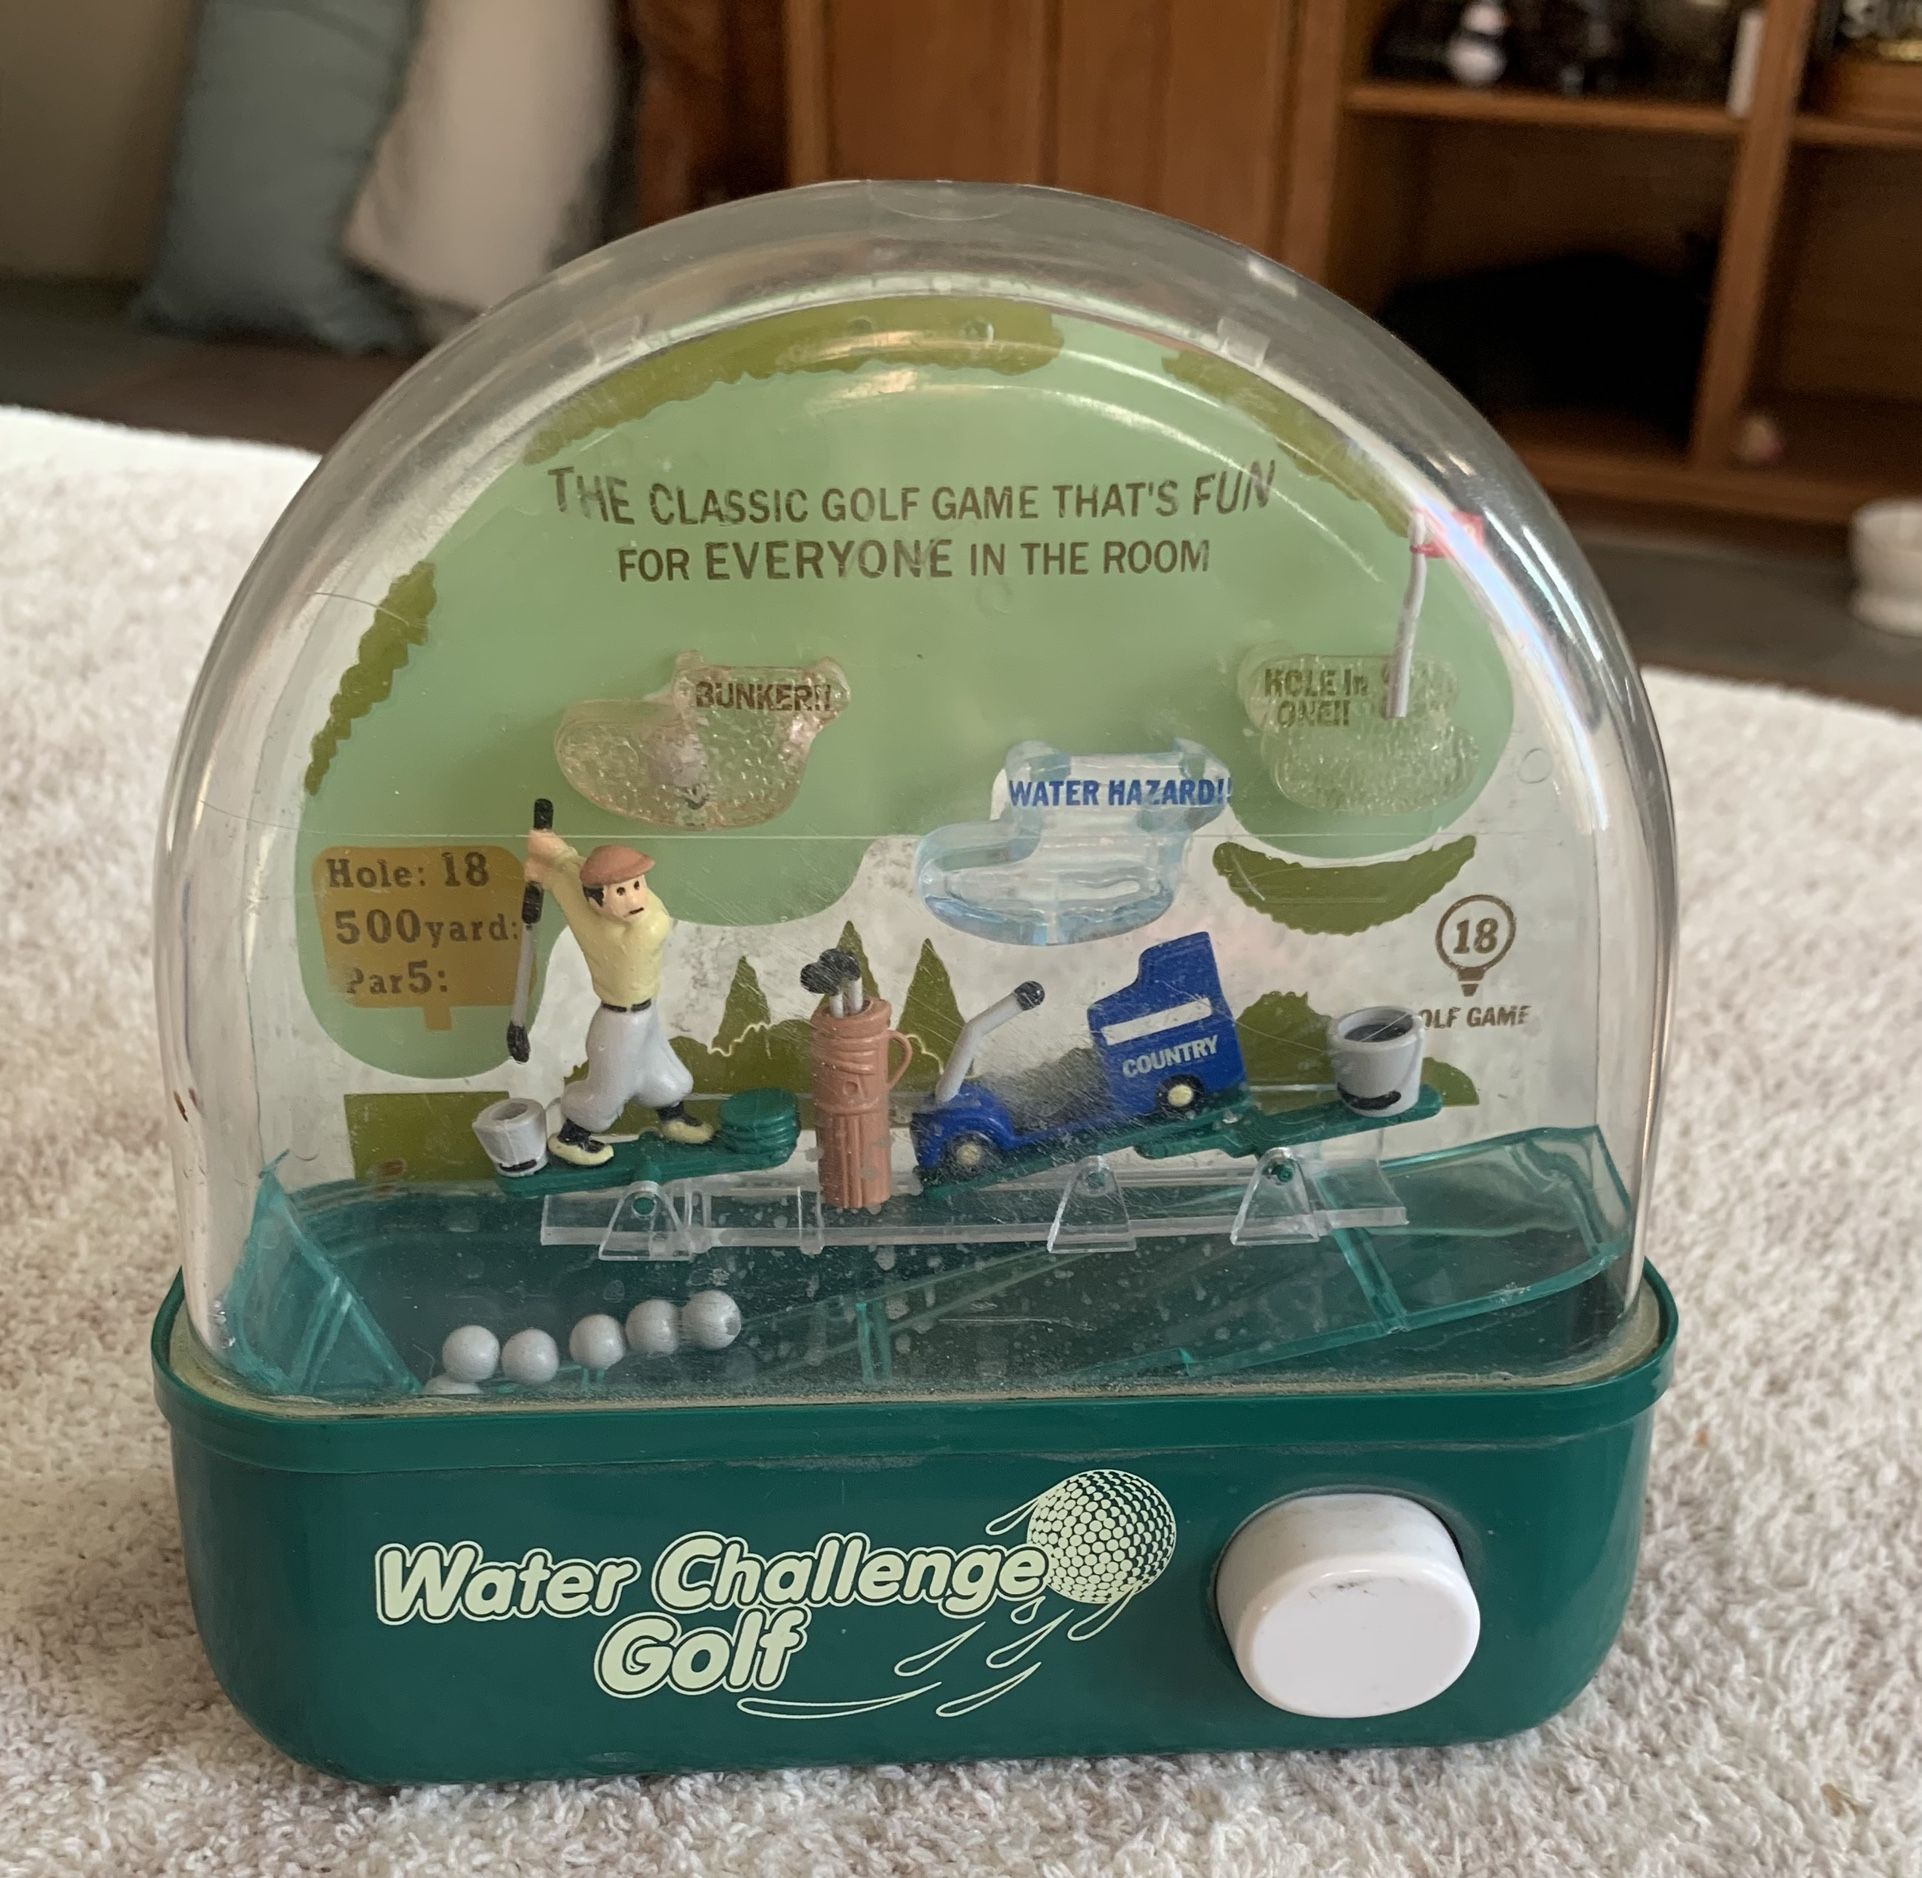 THE CLASSIC GOLF GAME THAT'S FUN
FOR EVERYONE IN THE ROOM
BUNKER!!
HOLE In
ONE!!
WATER HAZARD!!
Hole: 18
500yard:
Par5:
18
OLF GAME
COUNTRY
Water Challenge
Golf